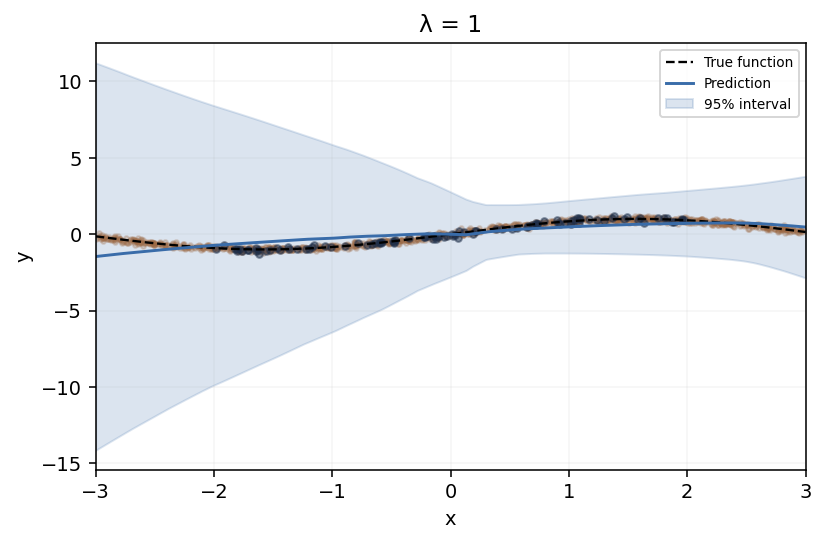 λ = 1
True function
Prediction
95% interval
10
5
0
−5
−10
−15
y
−3
−2
−1
0
1
2
3
x